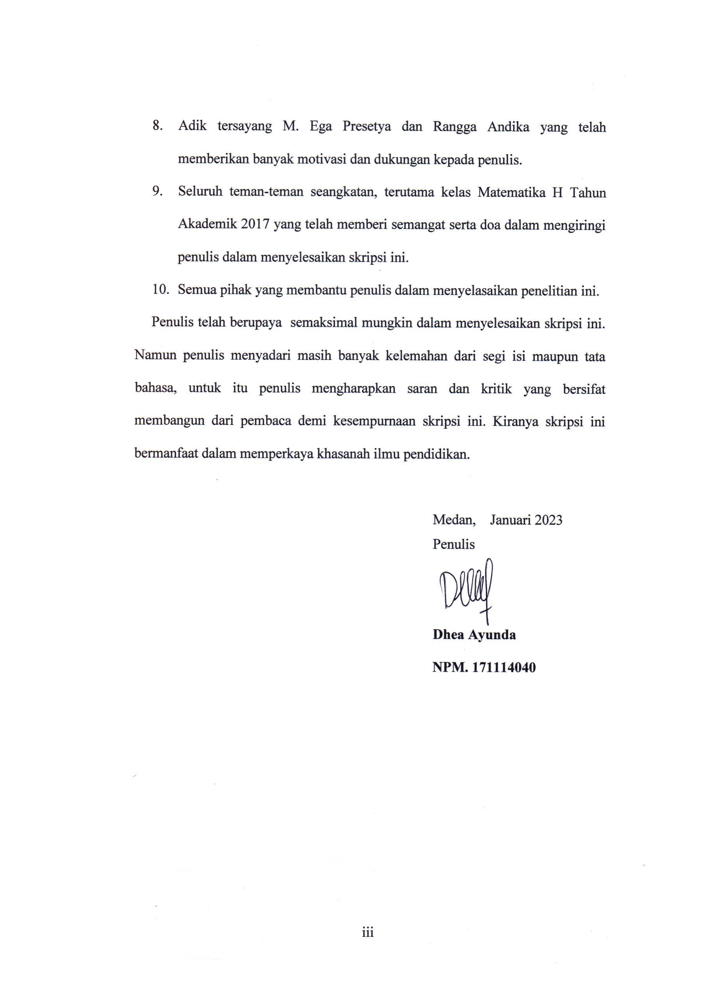 8. Adik tersayang M. Ega Presetya dan Rangga Andika yang telah
memberikan banyak motivasi dan dukungan kepada penulis.
9. Seluruh teman-teman seangkatan, terutama kelas Matematika H Tahun
Akademik 2017 yang telah memberi semangat serta doa dalam mengiringi
penulis dalam menyelesaikan skripsi ini.
10. Semua pihak yang membantu penulis dalam menyelasaikan penelitian ini.
Penulis telah berupaya semaksimal mungkin dalam menyelesaikan skripsi ini.
Namun penulis menyadari masih banyak kelemahan dari segi isi maupun tata
bahasa, untuk itu penulis mengharapkan saran dan kritik yang bersifat
membangun dari pembaca demi kesempurnaan skripsi ini. Kiranya skripsi ini
bermanfaat dalam memperkaya khasanah ilmu pendidikan.
Medan, Januari 2023
Penulis
Dhea Ayunda
NPM. 171114040
iii